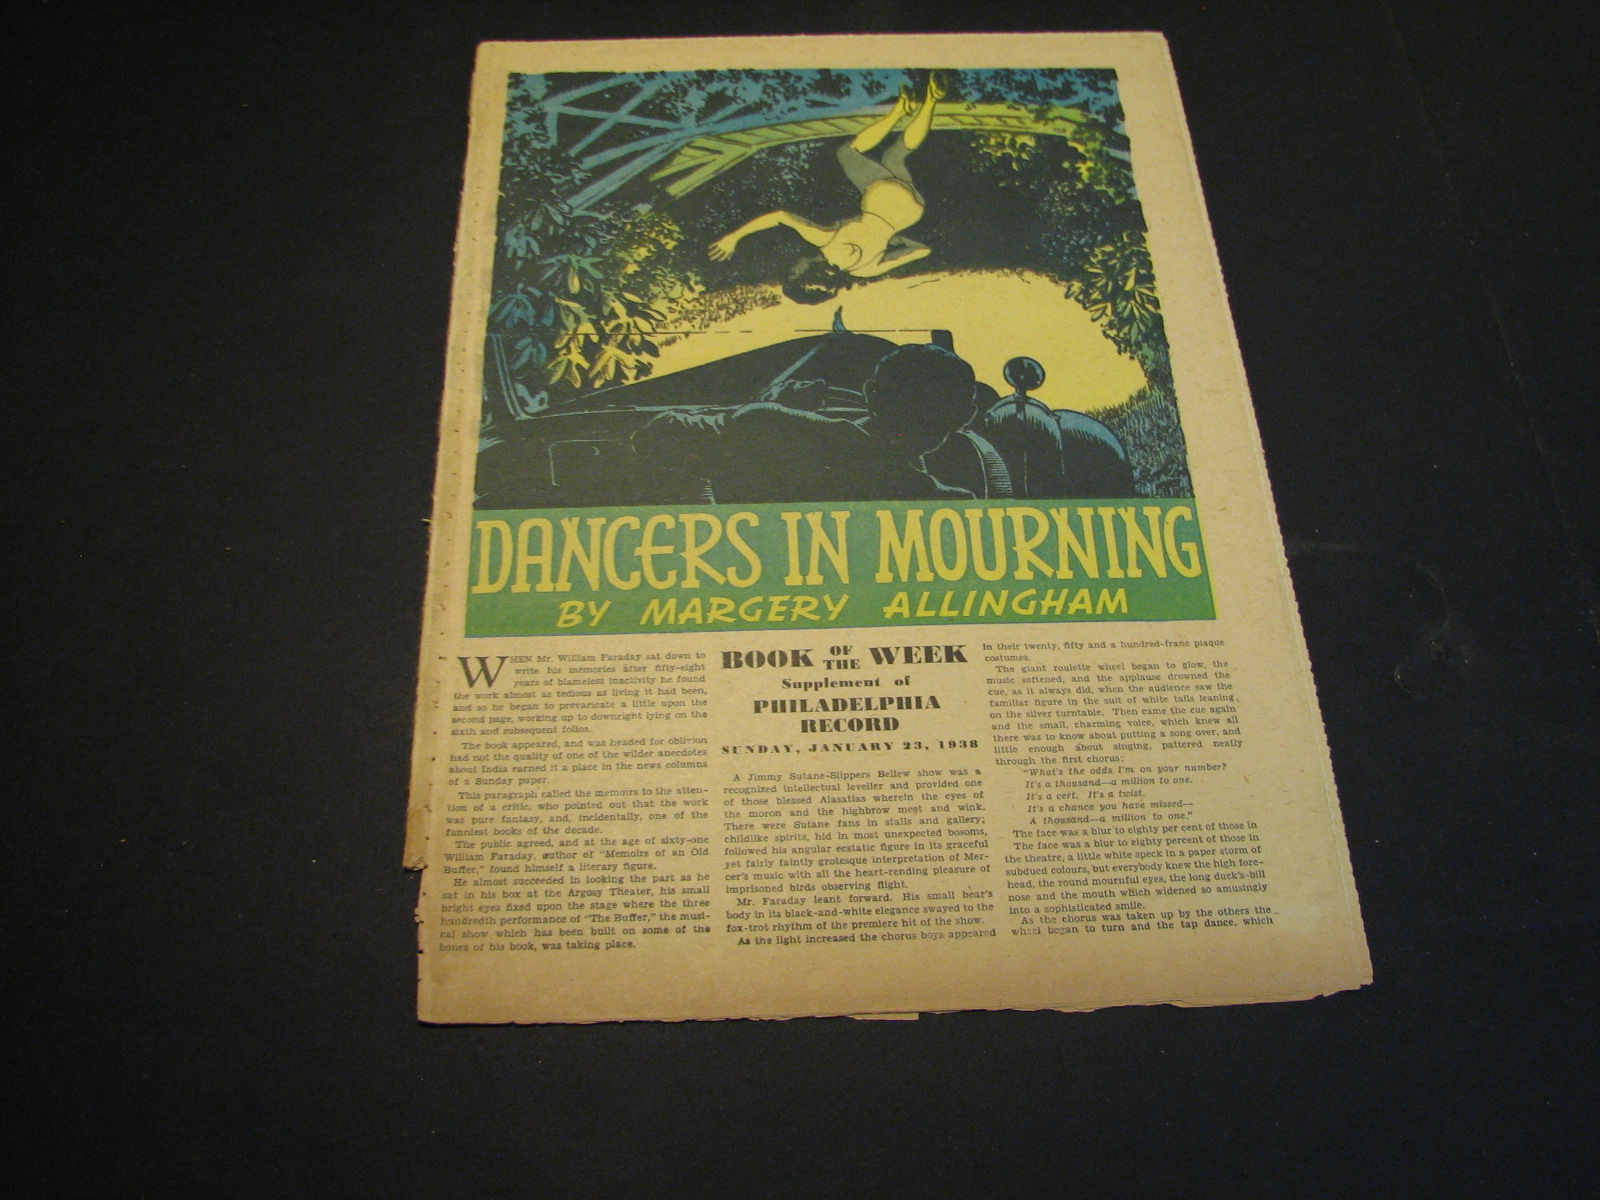 DANCERS IN MOURNING
BY MARGERY ALLINGHAM
WHEN Mr. William Faraday sat down to
write his memories after fifty-eight
years of blameless inactivity he found
the work almost as tedious as living it had been,
and so he began to prevaricate a little upon the
second page, working up to downright lying on the
sixth and subsequent folios.
The book appeared, and was headed for oblivion
had not the quality of one of the wilder anecdotes
about India earned it a place in the news columns
of a Sunday paper.
This paragraph called the memoirs to the atten-
tion of a critic, who pointed out that the work
was pure fantasy, and, incidentally, one of the
funniest books of the decade.
The public agreed, and at the age of sixty-one
William Faraday, author of "Memoirs of an Old
Buffer," found himself a literary figure.
He almost succeeded in looking the part as he
sat in his box at the Argosy Theater, his small
bright eyes fixed upon the stage where the three
hundredth performance of "The Buffer," the musi-
cal show which has been built on some of the
bones of his book, was taking place.
BOOK OF THE WEEK
Supplement of
PHILADELPHIA
RECORD
SUNDAY, JANUARY 23, 1938
A Jimmy Sutane-Slippers Bellew show was a
recognized intellectual leveller and provided one
of those blessed Alasatias wherein the eyes of
the moron and the highbrow meet and wink.
There were Sutane fans in stalls and gallery;
childlike spirits, hid in most unexpected bosoms,
followed his angular ecstatic figure in its graceful
yet fairly faintly grotesque interpretation of Mer-
cer's music with all the heart-rending pleasure of
imprisoned birds observing flight.
Mr. Faraday leant forward. His small bear's
body in its black-and-white elegance swayed to the
fox-trot rhythm of the premiere hit of the show.
As the light increased the chorus boys appeared
in their twenty, fifty and a hundred-franc plaque
costumes.
The giant roulette wheel began to glow, the
music softened, and the applause drowned the
cue, as it always did, when the audience saw the
familiar figure in the suit of white tails leaning,
on the silver turntable. Then came the cue again
and the small, charming voice, which knew all
there was to know about putting a song over, and
little enough about singing, pattered neatly
through the first chorus:
"What's the odds I'm on your number?
It's a thousand—a million to one.
It's a cert. It's a twist,
It's a chance you have missed—
A thousand—a million to one."
The face was a blur to eighty per cent of those in
The face was a blur to eighty percent of those in
the theatre, a little white speck in a paper storm of
subdued colours, but everybody knew the high fore-
head, the round mournful eyes, the long duck's-bill
nose and the mouth which widened so amusingly
into a sophisticated smile.
As the chorus was taken up by the others the
wheel began to turn and the tap dance, which